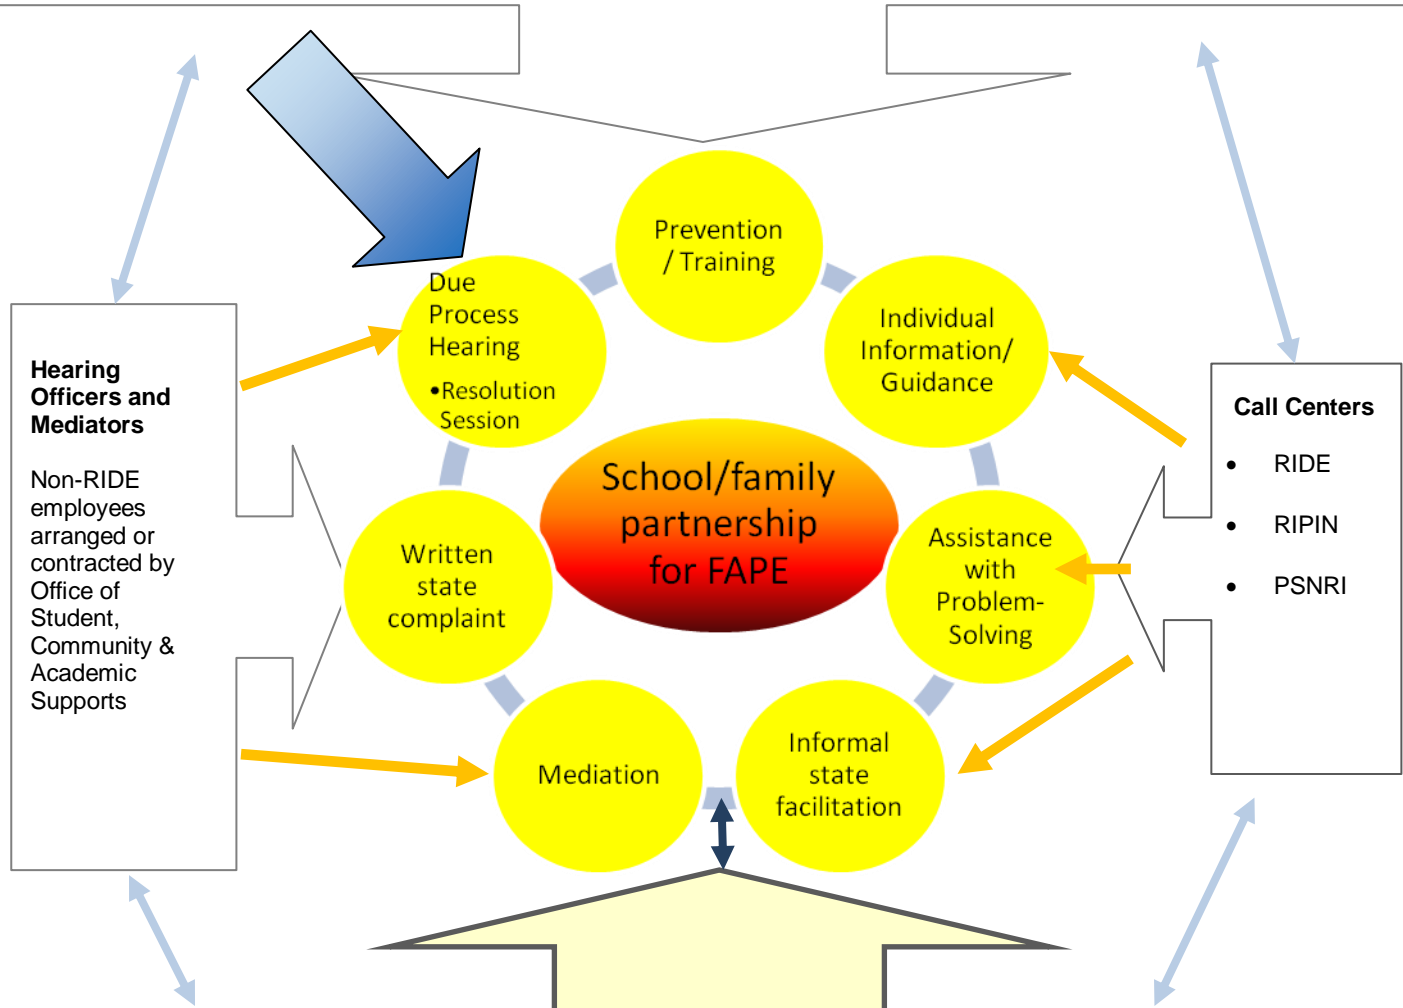 Prevention
/ Training
Due
Process
Hearing
•Resolution
Session
Individual
Information/
Guidance
Hearing
Officers and
Mediators
Non-RIDE
employees
arranged or
contracted by
Office of
Student,
Community &
Academic
Supports
Call Centers
• RIDE
• RIPIN
• PSNRI
School/family
partnership
for FAPE
Written
state
complaint
Assistance
with
Problem-
Solving
Mediation
Informal
state
facilitation